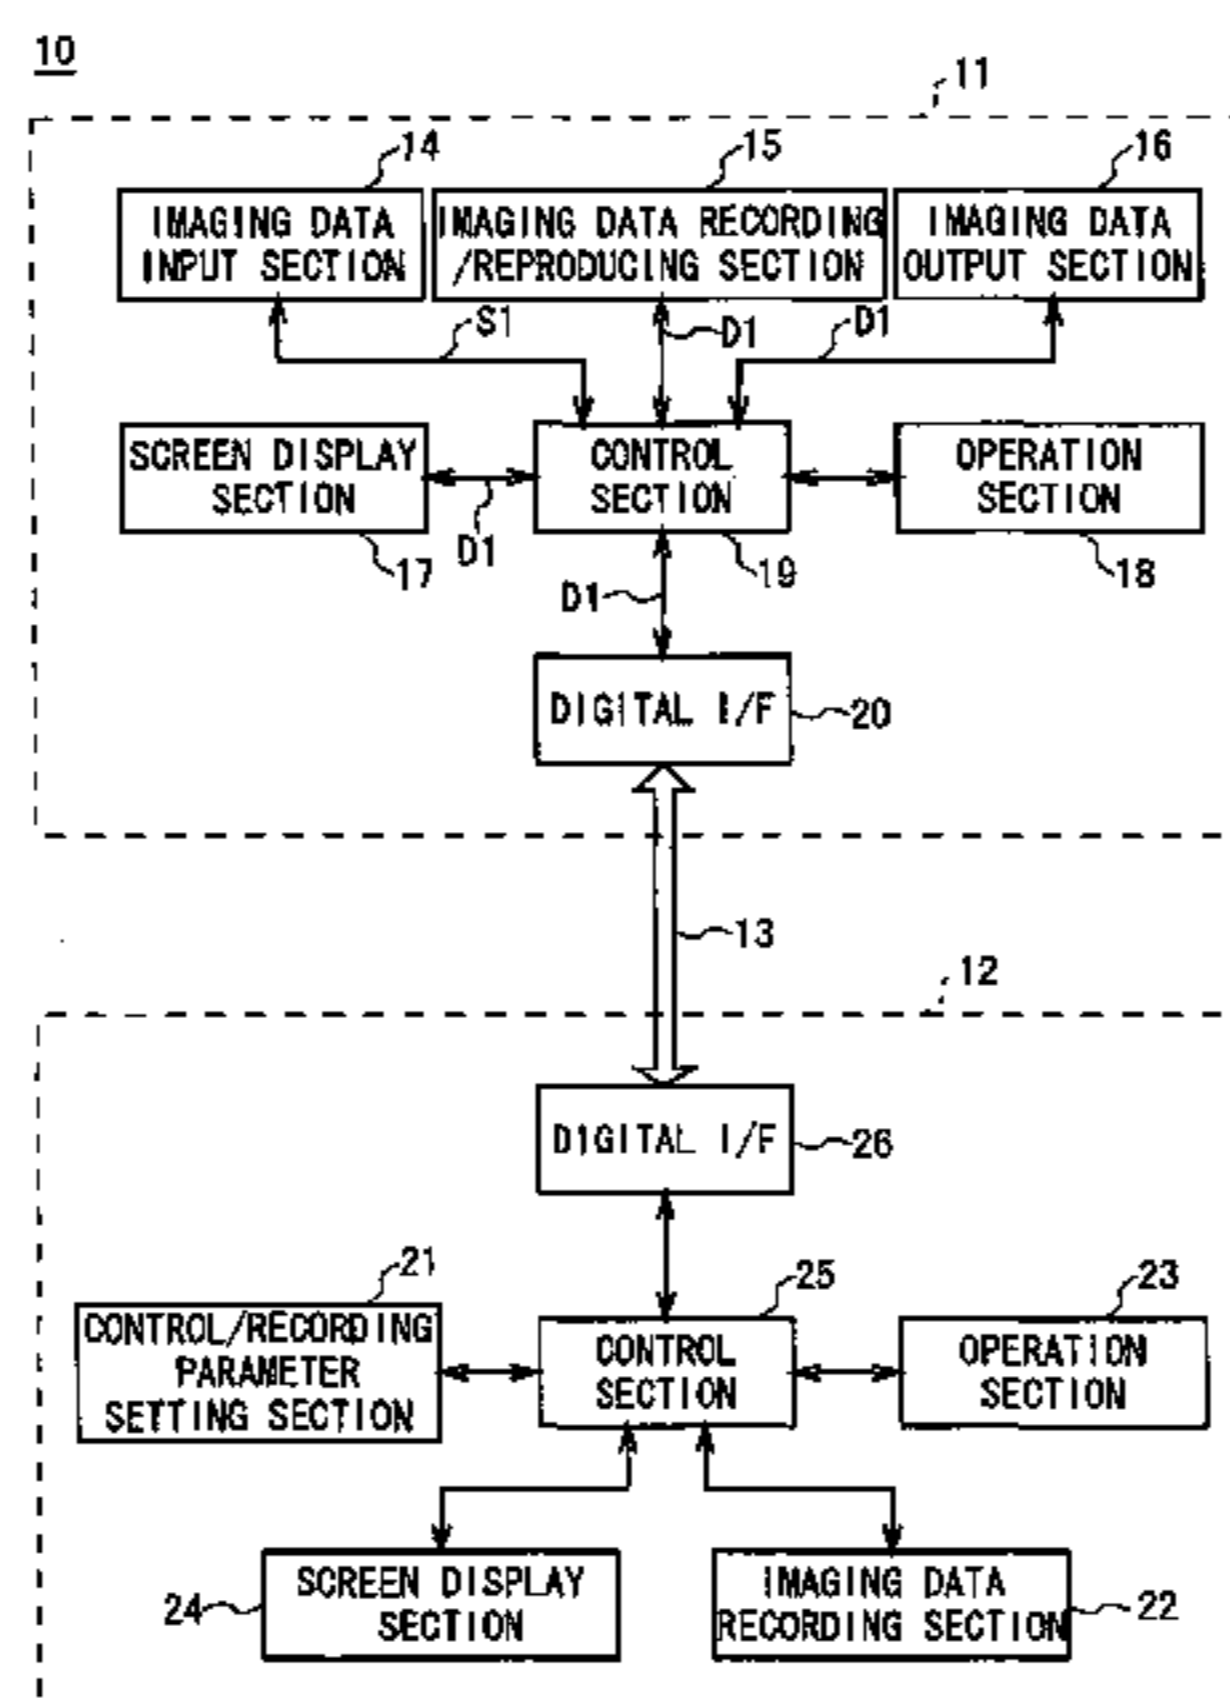 10
11
14
15
16
IMAGING DATA
INPUT SECTION
IMAGING DATA RECORDING
/REPRODUCING SECTION
IMAGING DATA
OUTPUT SECTION
S1
D1
D1
SCREEN DISPLAY
SECTION
CONTROL
SECTION
OPERATION
SECTION
D1
17
19
18
D1
DIGITAL I/F
20
13
12
DIGITAL I/F
26
21
25
23
CONTROL/RECORDING
PARAMETER
SETTING SECTION
CONTROL
SECTION
OPERATION
SECTION
24
SCREEN DISPLAY
SECTION
IMAGING DATA
RECORDING SECTION
22